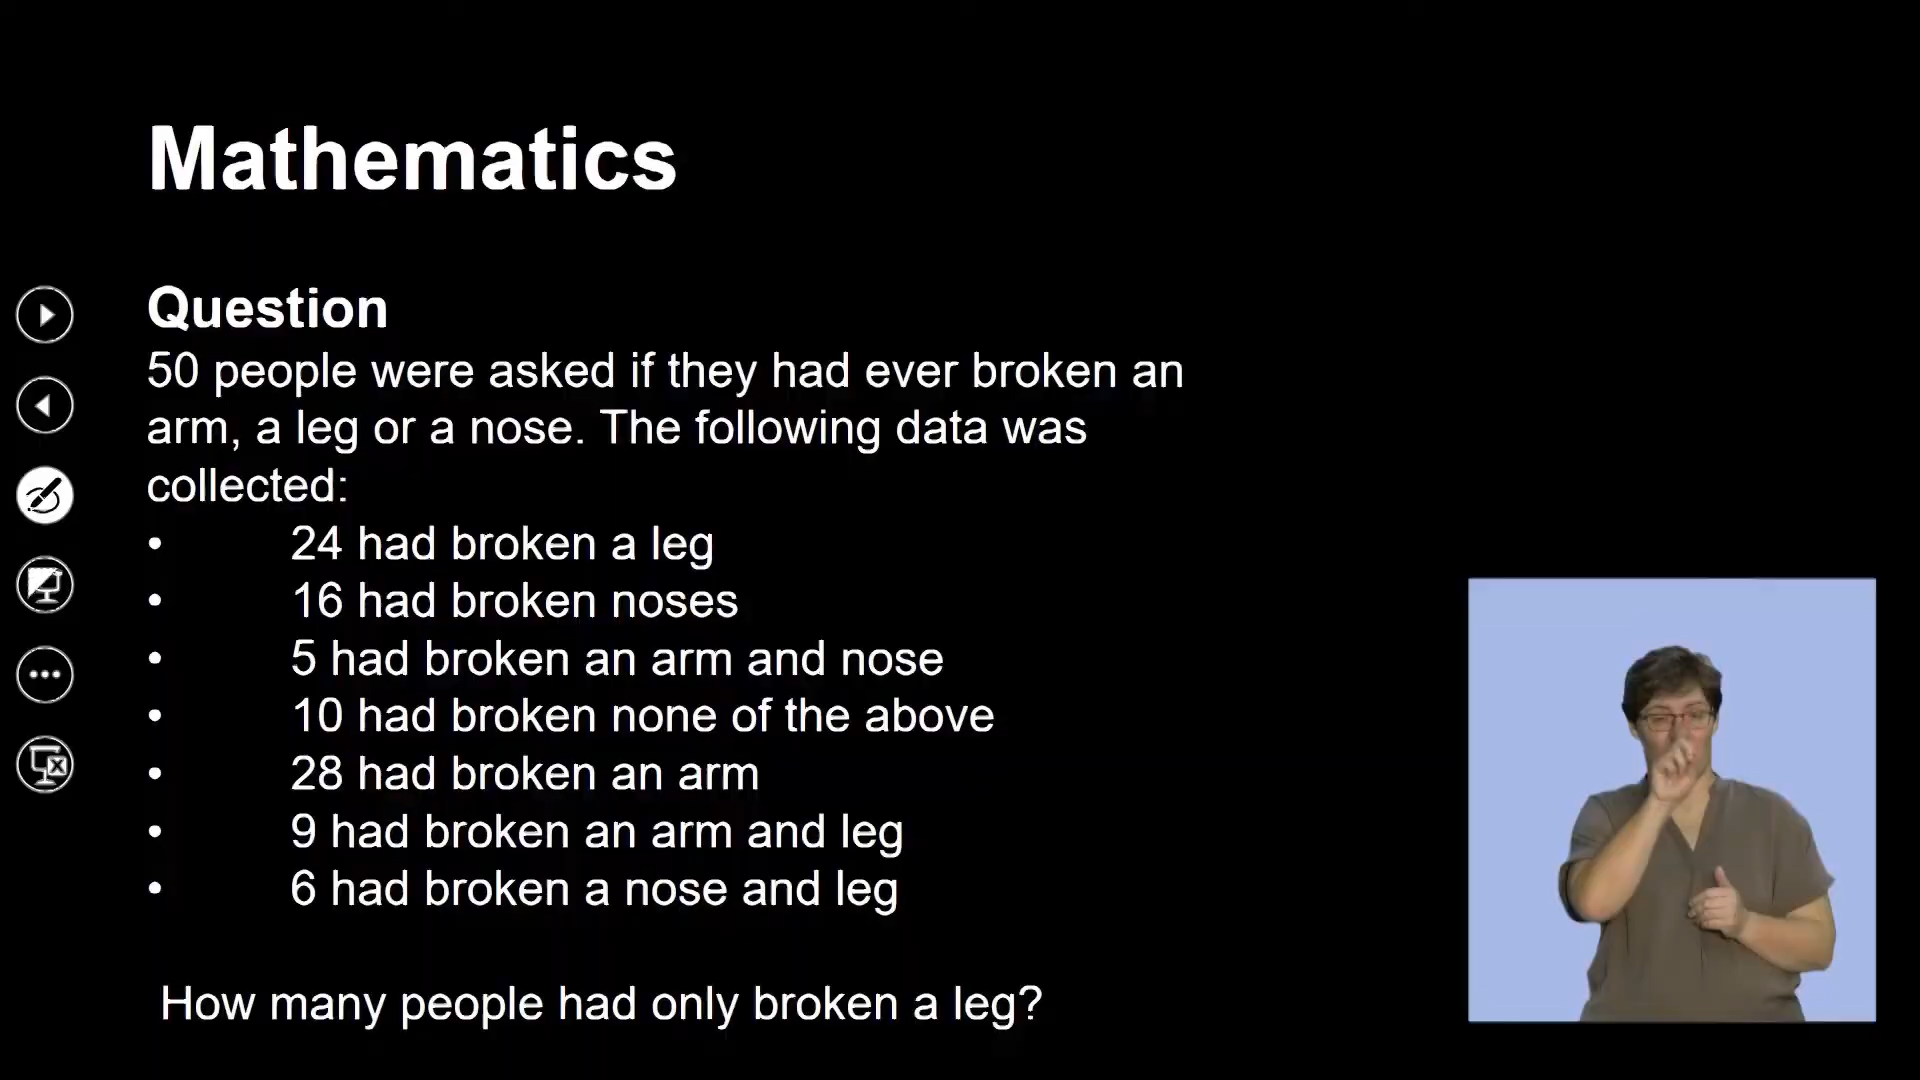 Mathematics
Question
50 people were asked if they had ever broken an
arm, a leg or a nose. The following data was
collected:
• 24 had broken a leg
• 16 had broken noses
• 5 had broken an arm and nose
• 10 had broken none of the above
• 28 had broken an arm
• 9 had broken an arm and leg
• 6 had broken a nose and leg
How many people had only broken a leg?